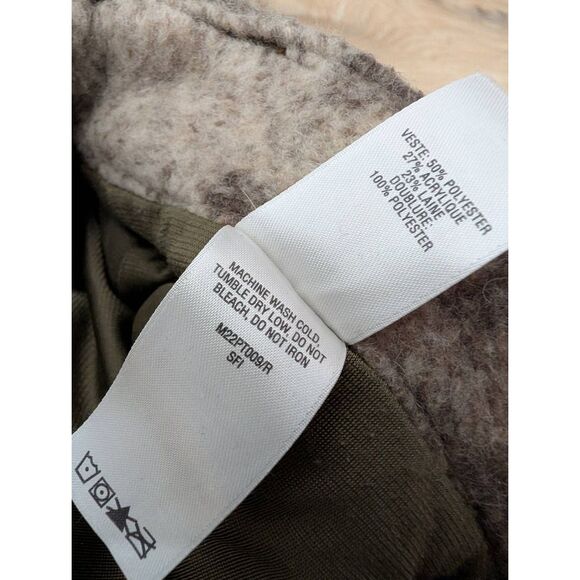 VESTE: 50% POLYESTER
27% ACRYLIQUE
23% LAINE
DOUBLURE:
100% POLYESTER
MACHINE WASH COLD,
TUMBLE DRY LOW, DO NOT
BLEACH, DO NOT IRON
M22PT009/R
SFI